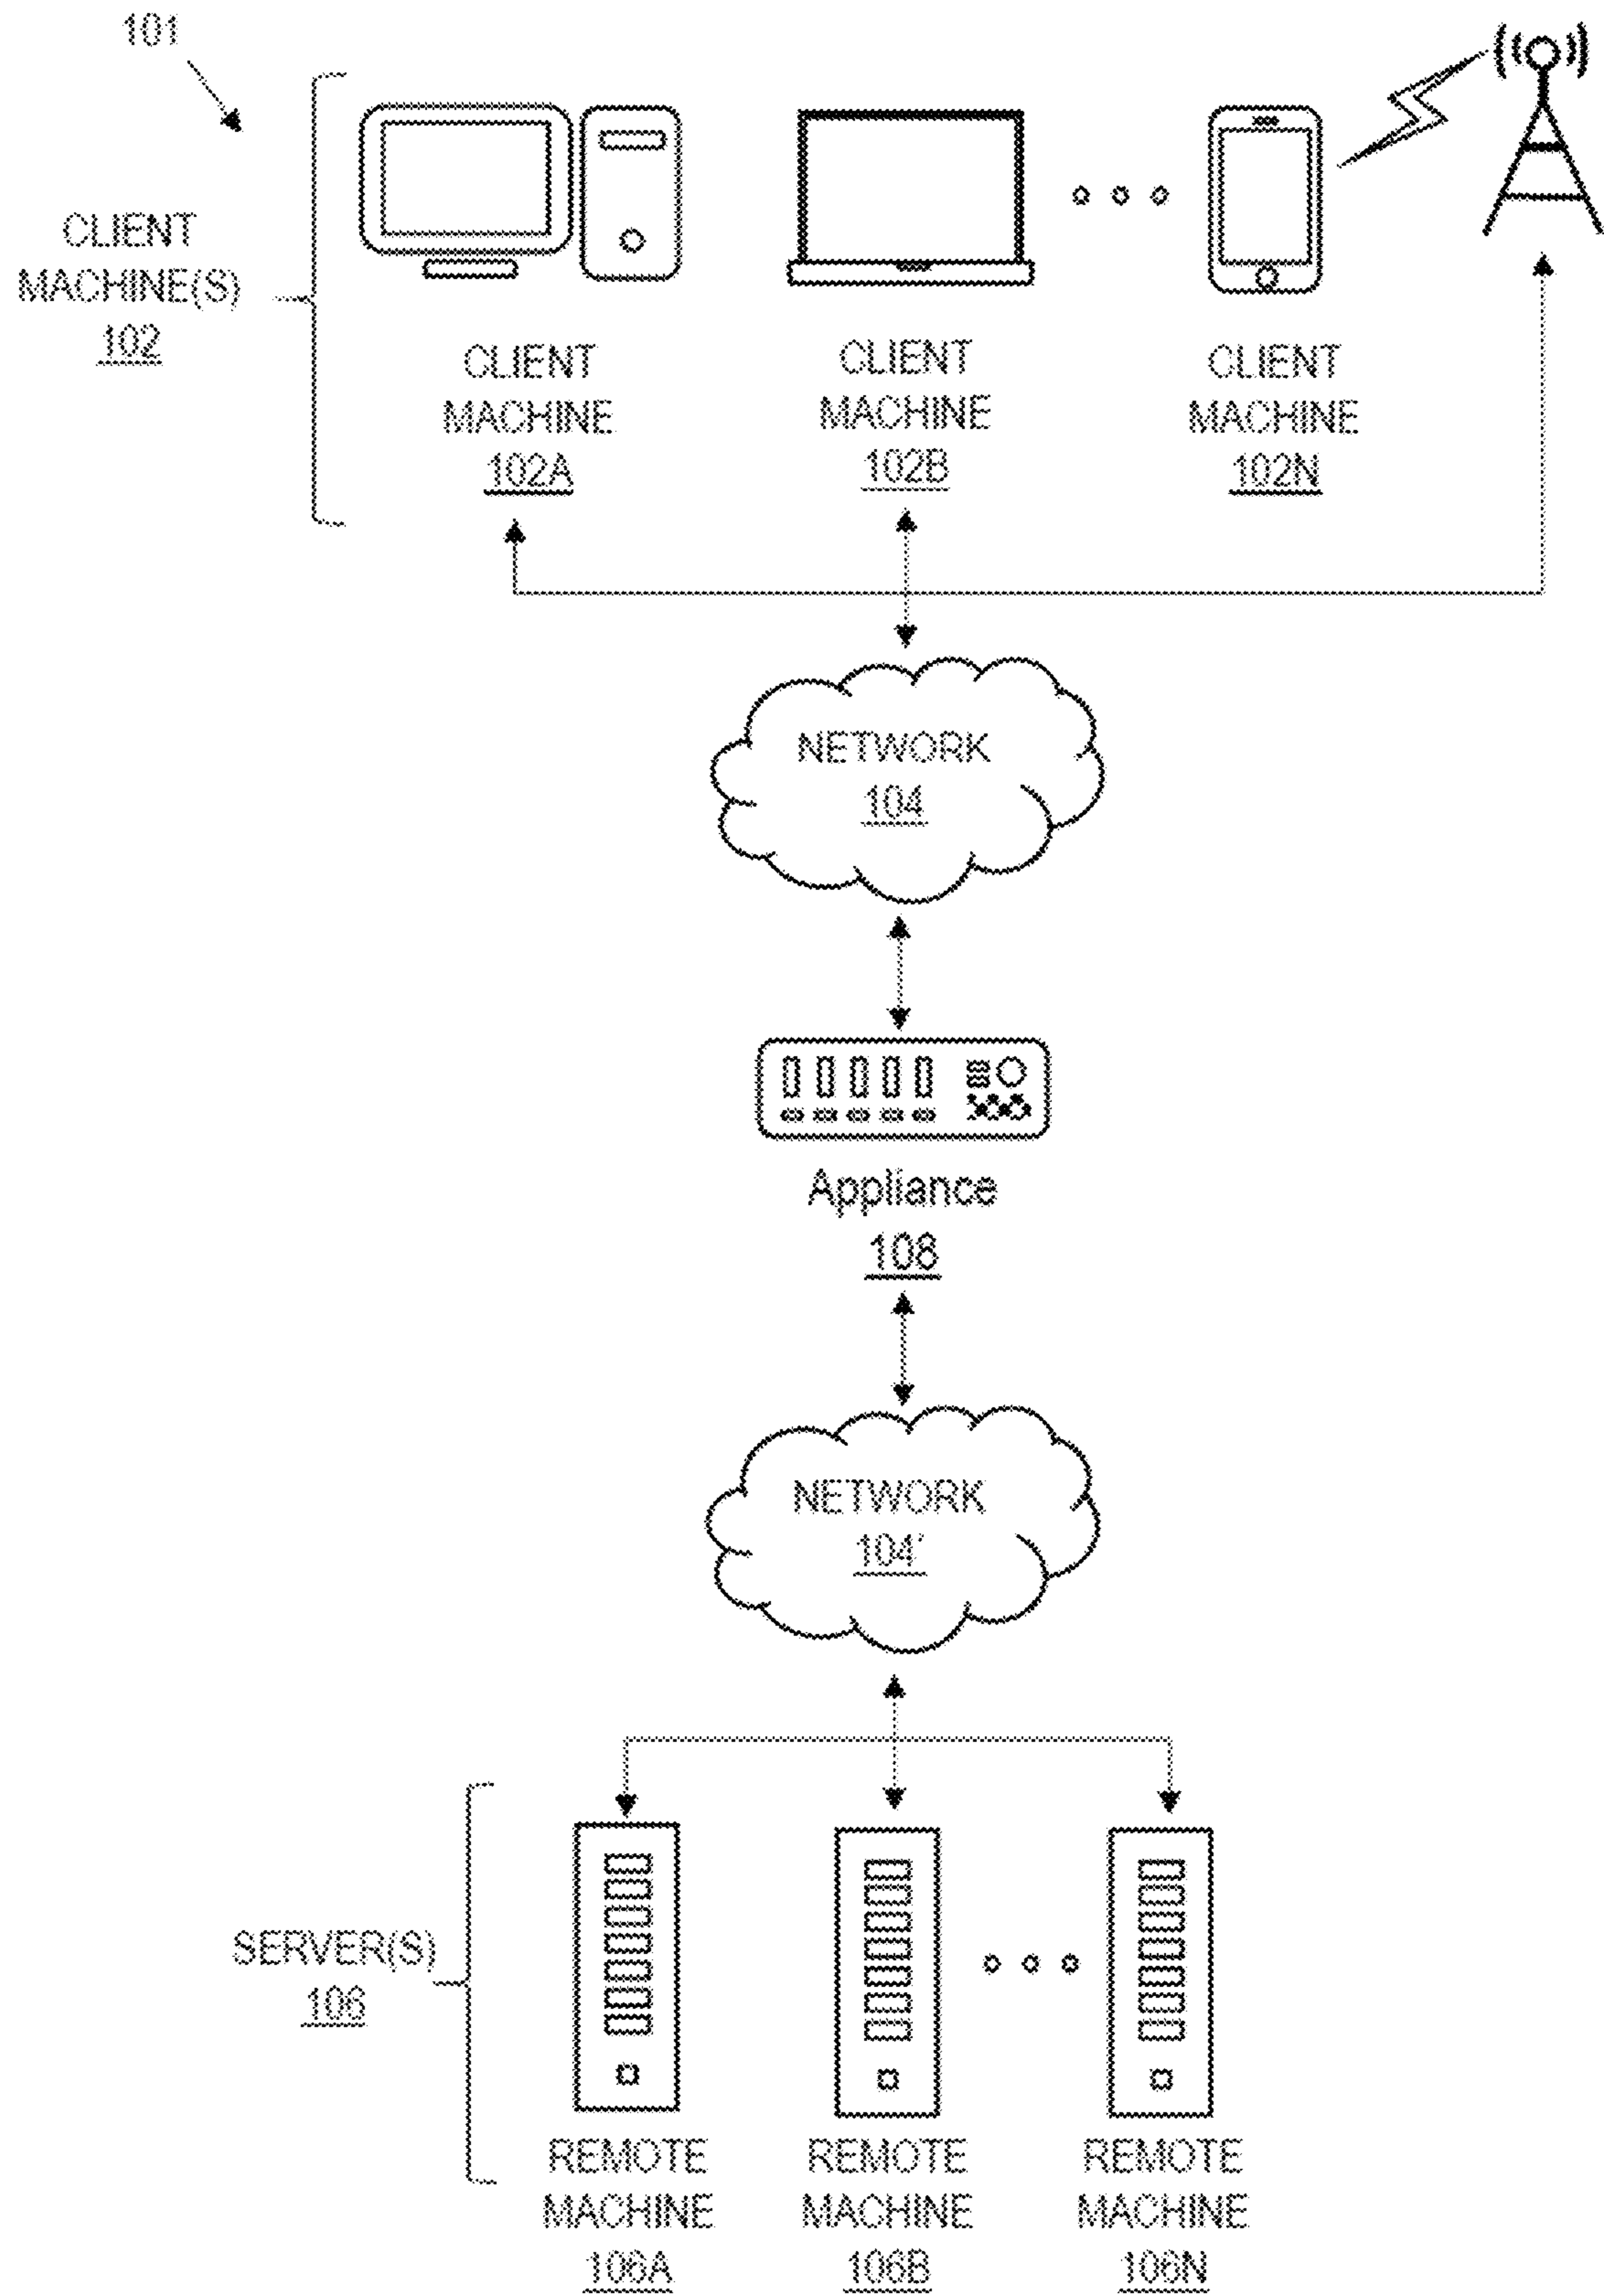 101
CLIENT
MACHINE(S)
102
CLIENT
MACHINE
102A
CLIENT
MACHINE
102B
CLIENT
MACHINE
102N
NETWORK
104
Appliance
108
NETWORK
104'
SERVER(S)
106
REMOTE
MACHINE
106A
REMOTE
MACHINE
106B
REMOTE
MACHINE
106N